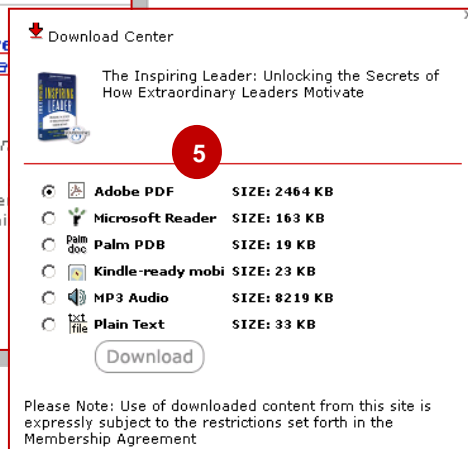 x
Download Center
The Inspiring Leader: Unlocking the Secrets of
How Extraordinary Leaders Motivate
INSPIRING
LEADER
5
Adobe PDF SIZE: 2464 KB
Microsoft Reader SIZE: 163 KB
Palm doc Palm PDB SIZE: 19 KB
Kindle-ready mobi SIZE: 23 KB
MP3 Audio SIZE: 8219 KB
txt file Plain Text SIZE: 33 KB
Download
Please Note: Use of downloaded content from this site is
expressly subject to the restrictions set forth in the
Membership Agreement